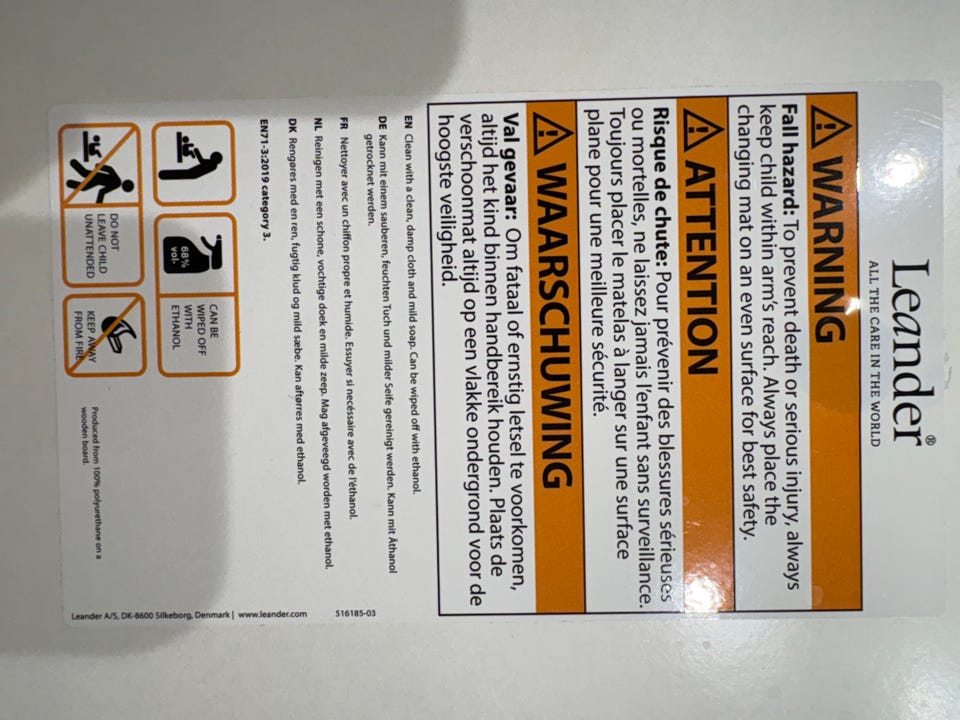 Leander®
ALL THE CARE IN THE WORLD
WARNING
Fall hazard: To prevent death or serious injury, always
keep child within arm's reach. Always place the
changing mat on an even surface for best safety.
ATTENTION
Risque de chute: Pour prévenir des blessures sérieuses
ou mortelles, ne laissez jamais l'enfant sans surveillance.
Toujours placer le matelas à langer sur une surface
plane pour une meilleure sécurité.
WAARSCHUWING
Val gevaar: Om fataal of ernstig letsel te voorkomen,
altijd het kind binnen handbereik houden. Plaats de
verschoonmat altijd op een vlakke ondergrond voor de
hoogste veiligheid.
EN Clean with a clean, damp cloth and mild soap. Can be wiped off with ethanol.
DE Kann mit einem sauberen, feuchten Tuch und milder Seife gereinigt werden. Kann mit Äthanol
getrocknet werden.
FR Nettoyer avec un chiffon propre et humide. Essuyer si necéssaire avec de l'éthanol.
NL Reinigen met een schone, vochtige doek en milde zeep. Mag afgeveegd worden met ethanol.
DK Rengøres med en ren, fugtig klud og mild sæbe. Kan aftørres med ethanol.
EN71-3:2019 category 3.
68%
vol.
CAN BE
WIPED OFF
WITH
ETHANOL
DO NOT
LEAVE CHILD
UNATTENDED
KEEP AWAY
FROM FIRE
Produced from 100% polyurethane on a
wooden board.
Leander A/S, DK-8600 Silkeborg, Denmark | www.leander.com
516185-03